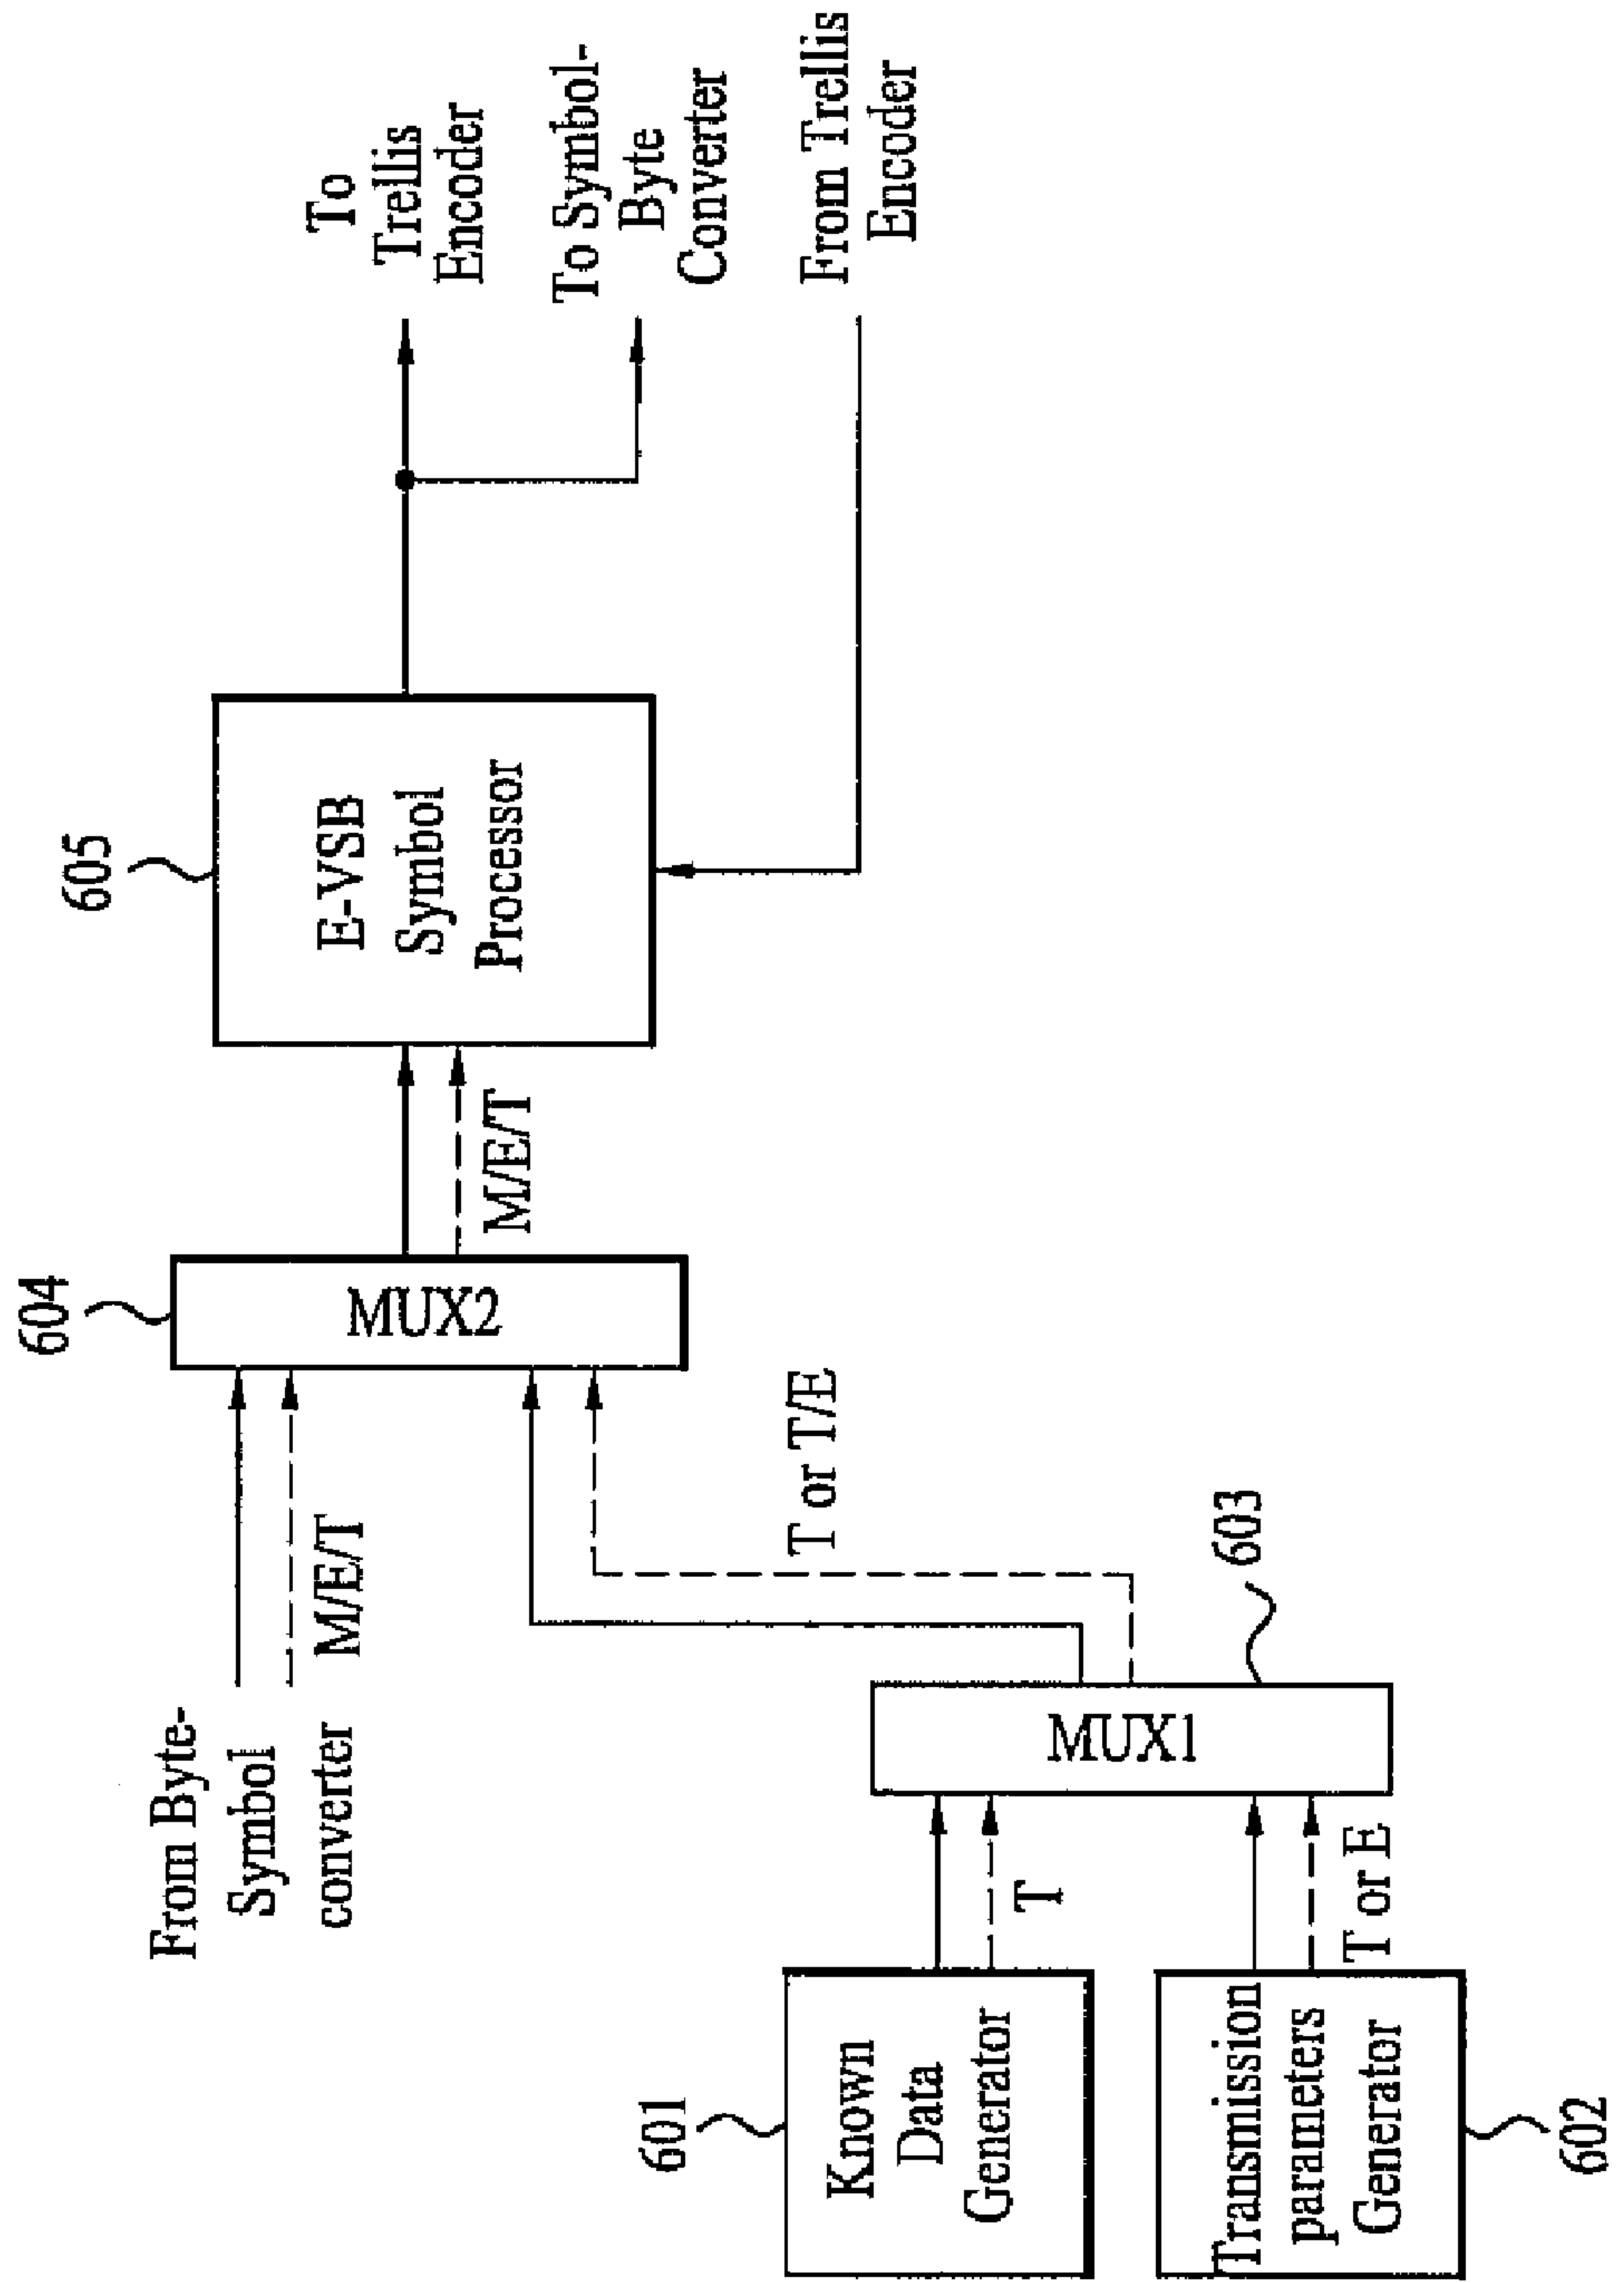 From Byte-
Symbol
converter
M/E/T
604
MUX2
M/E/T
605
E-VSB
Symbol
Processor
To
Trellis
Encoder
To Symbol-
Byte
Converter
From Trellis
Encoder
T or T/E
601
Known
Data
Generator
T
MUX1
603
Transmission
parameters
Generator
T or E
602